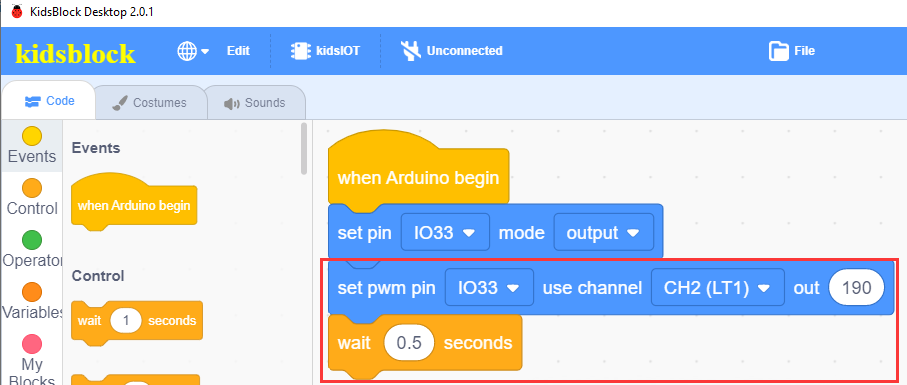 KidsBlock Desktop 2.0.1
kidsblock Edit kidsIOT Unconnected File
Code Costumes Sounds
Events
Control
Operator
Variables
My
Blocks
Events
when Arduino begin
Control
wait 1 seconds
when Arduino begin
set pin IO33 mode output
set pwm pin IO33 use channel CH2 (LT1) out 190
wait 0.5 seconds